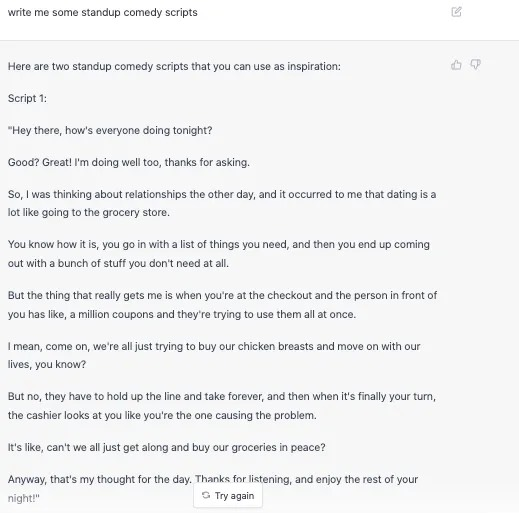 write me some standup comedy scripts
Here are two standup comedy scripts that you can use as inspiration:
Script 1:
"Hey there, how's everyone doing tonight?
Good? Great! I'm doing well too, thanks for asking.
So, I was thinking about relationships the other day, and it occurred to me that dating is a
lot like going to the grocery store.
You know how it is, you go in with a list of things you need, and then you end up coming
out with a bunch of stuff you don't need at all.
But the thing that really gets me is when you're at the checkout and the person in front of
you has like, a million coupons and they're trying to use them all at once.
I mean, come on, we're all just trying to buy our chicken breasts and move on with our
lives, you know?
But no, they have to hold up the line and take forever, and then when it's finally your turn,
the cashier looks at you like you're the one causing the problem.
It's like, can't we all just get along and buy our groceries in peace?
Anyway, that's my thought for the day. Thanks for listening, and enjoy the rest of your
night!"
Try again